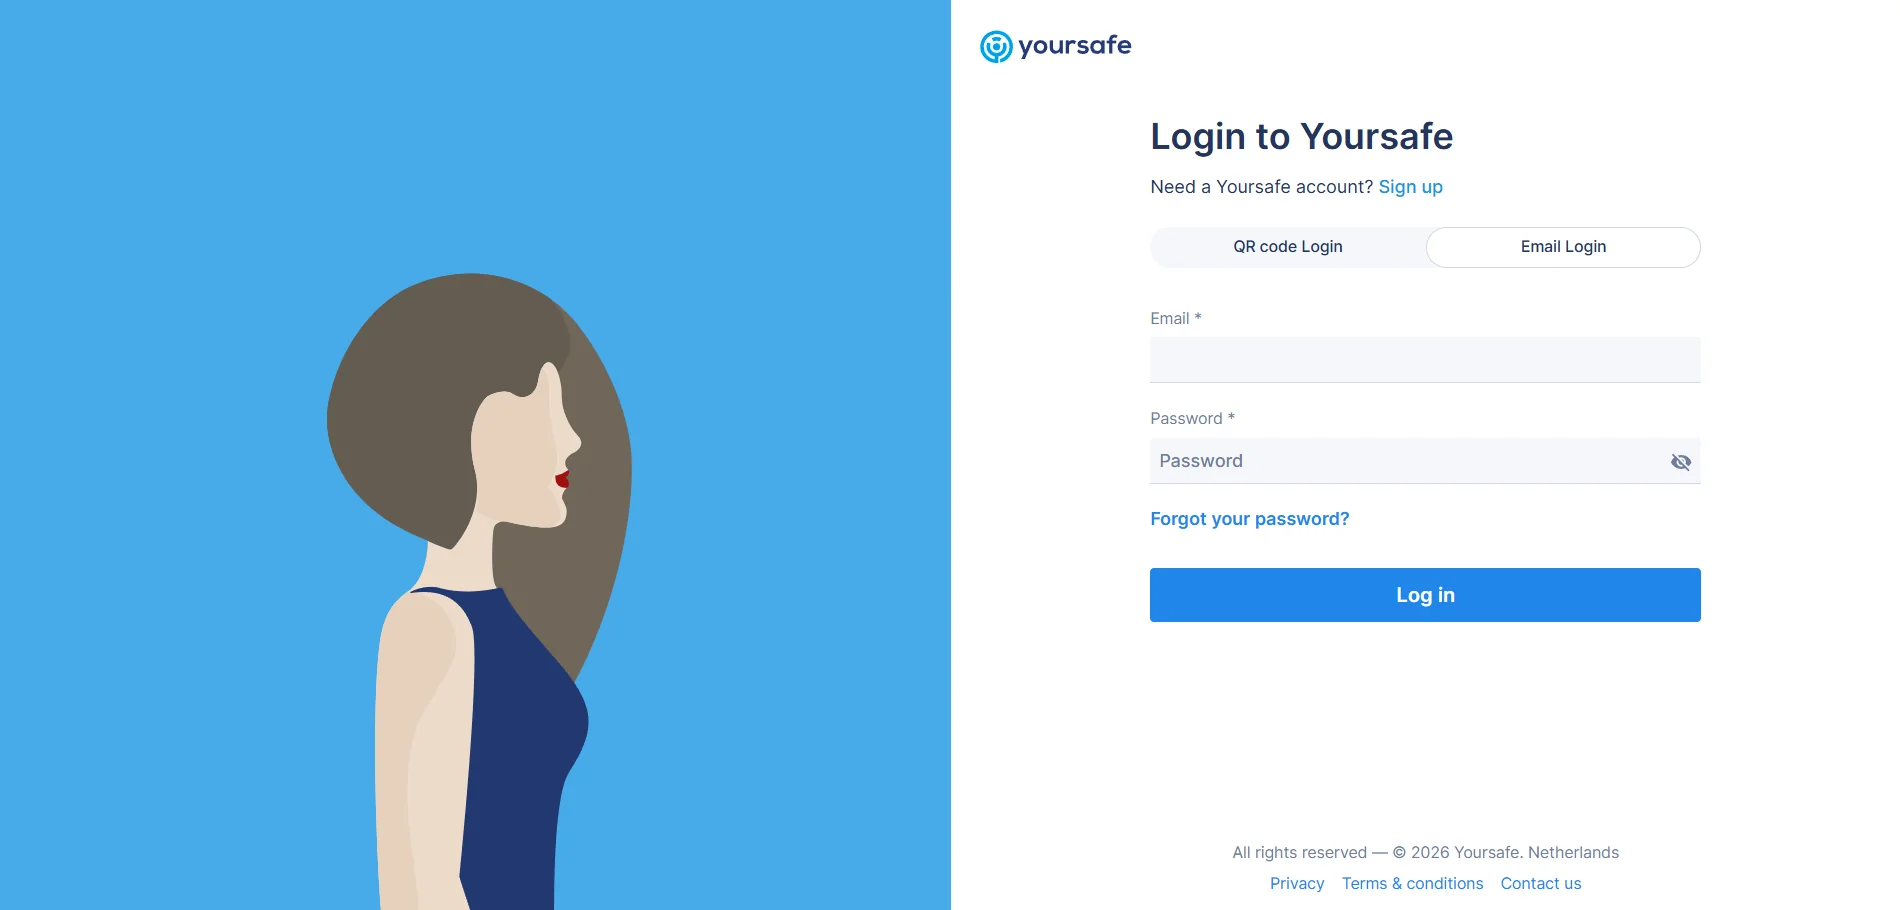 yoursafe
Login to Yoursafe
Need a Yoursafe account? Sign up
QR code Login
Email Login
Email *
Password *
Password
Forgot your password?
Log in
All rights reserved — © 2026 Yoursafe. Netherlands
Privacy Terms & conditions Contact us